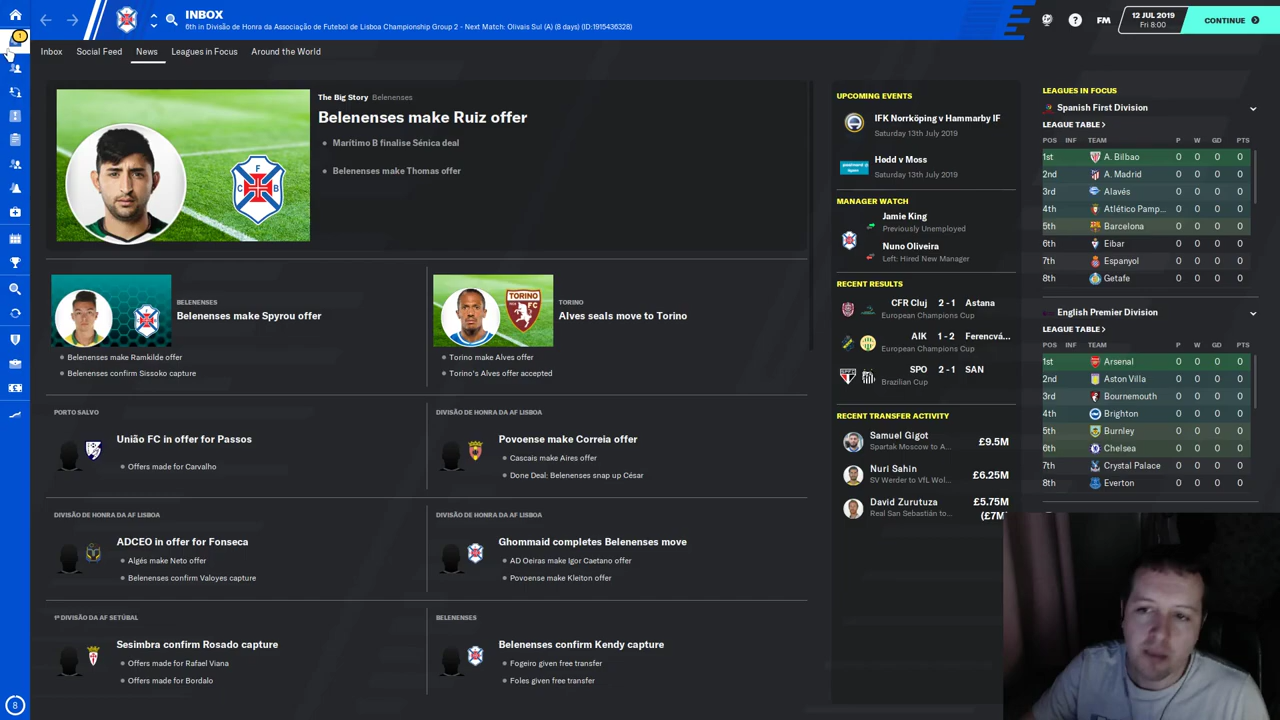 INBOX
6th in Divisão de Honra da Associação de Futebol de Lisboa Championship Group 2 - Next Match: Olivais Sul (A) (8 days) (ID:1915436328)
FM
12 JUL 2019
Fri 8:00
CONTINUE
1
Inbox
Social Feed
News
Leagues in Focus
Around the World
The Big Story Belenenses
Belenenses make Ruiz offer
Marítimo B finalise Sénica deal
Belenenses make Thomas offer
BELENENSES
Belenenses make Spyrou offer
Belenenses make Ramkilde offer
Belenenses confirm Sissoko capture
TORINO
Alves seals move to Torino
Torino make Alves offer
Torino's Alves offer accepted
PORTO SALVO
União FC in offer for Passos
Offers made for Carvalho
DIVISÃO DE HONRA DA AF LISBOA
Povoense make Correia offer
Cascais make Aires offer
Done Deal: Belenenses snap up César
DIVISÃO DE HONRA DA AF LISBOA
ADCEO in offer for Fonseca
Algés make Neto offer
Belenenses confirm Valoyes capture
DIVISÃO DE HONRA DA AF LISBOA
Ghommaid completes Belenenses move
AD Oeiras make Igor Caetano offer
Povoense make Kleiton offer
1ª DIVISÃO DA AF SETÚBAL
Sesimbra confirm Rosado capture
Offers made for Rafael Viana
Offers made for Bordalo
BELENENSES
Belenenses confirm Kendy capture
Fogeiro given free transfer
Foles given free transfer
UPCOMING EVENTS
IFK Norrköping v Hammarby IF
Saturday 13th July 2019
Hødd v Moss
Saturday 13th July 2019
MANAGER WATCH
Jamie King
Previously Unemployed
Nuno Oliveira
Left: Hired New Manager
RECENT RESULTS
CFR Cluj 2 - 1 Astana
European Champions Cup
AIK 1 - 2 Ferencvá...
European Champions Cup
SPO 2 - 1 SAN
Brazilian Cup
RECENT TRANSFER ACTIVITY
Samuel Gigot
Spartak Moscow to A...
£9.5M
Nuri Sahin
SV Werder to VfL Wol...
£6.25M
David Zurutuza
Real San Sebastián to...
£5.75M
(£7M)
LEAGUES IN FOCUS
Spanish First Division
LEAGUE TABLE
POS INF TEAM P W GD PTS
1st A. Bilbao 0 0 0 0
2nd A. Madrid 0 0 0 0
3rd Alavés 0 0 0 0
4th Atlético Pamp... 0 0 0 0
5th Barcelona 0 0 0 0
6th Eibar 0 0 0 0
7th Espanyol 0 0 0 0
8th Getafe 0 0 0 0
English Premier Division
LEAGUE TABLE
POS INF TEAM P W GD PTS
1st Arsenal 0 0 0 0
2nd Aston Villa 0 0 0 0
3rd Bournemouth 0 0 0 0
4th Brighton 0 0 0 0
5th Burnley 0 0 0 0
6th Chelsea 0 0 0 0
7th Crystal Palace 0 0 0 0
8th Everton 0 0 0 0
8